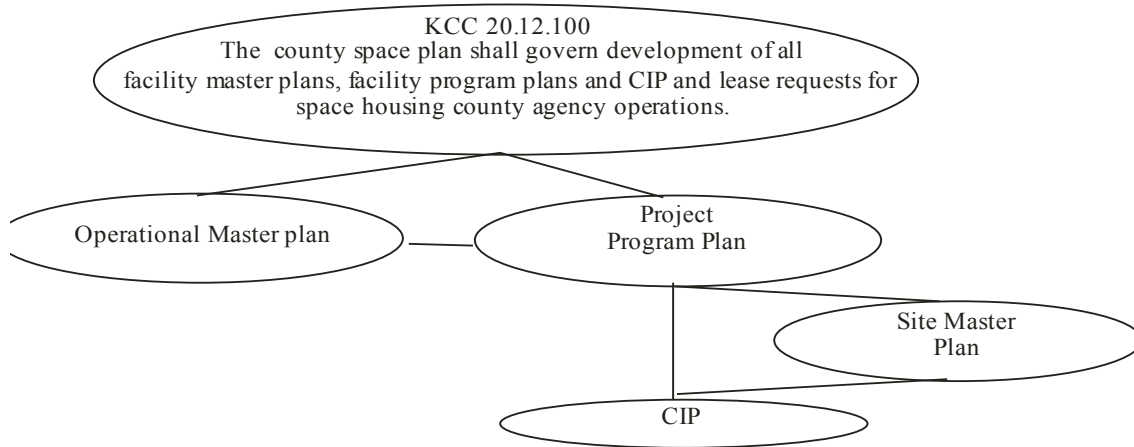 KCC 20.12.100
The county space plan shall govern development of all
facility master plans, facility program plans and CIP and lease requests for
space housing county agency operations.
Operational Master plan
Project
Program Plan
Site Master
Plan
CIP